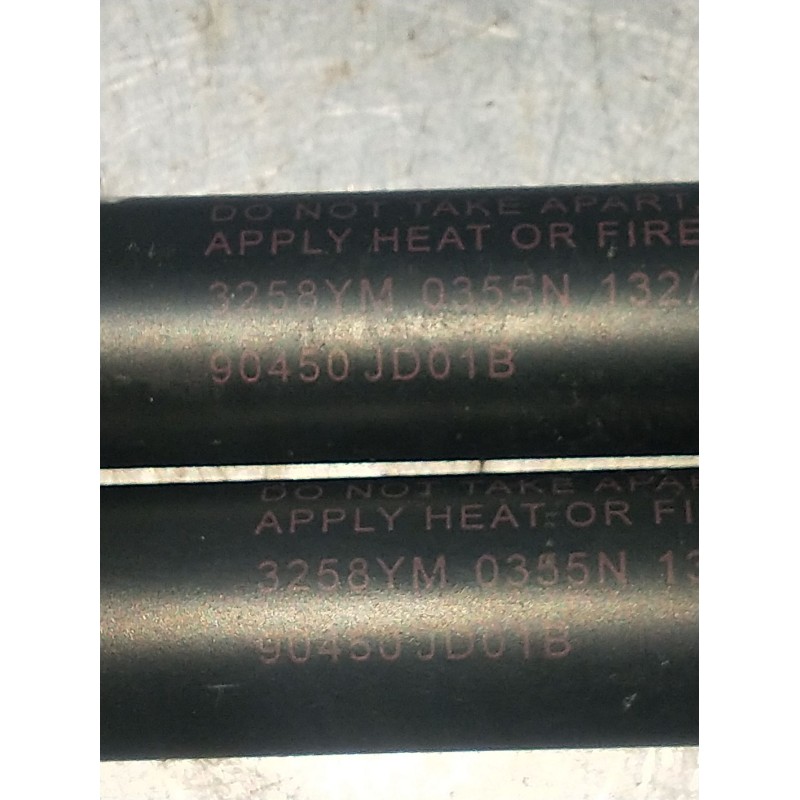 DO NOT TAKE APART
APPLY HEAT OR FIRE
3258YM 0355N 132/
90450 JD01B
DO NOT TAKE APAR
APPLY HEAT OR FI
3258YM 0355N 13
90450 JD01B